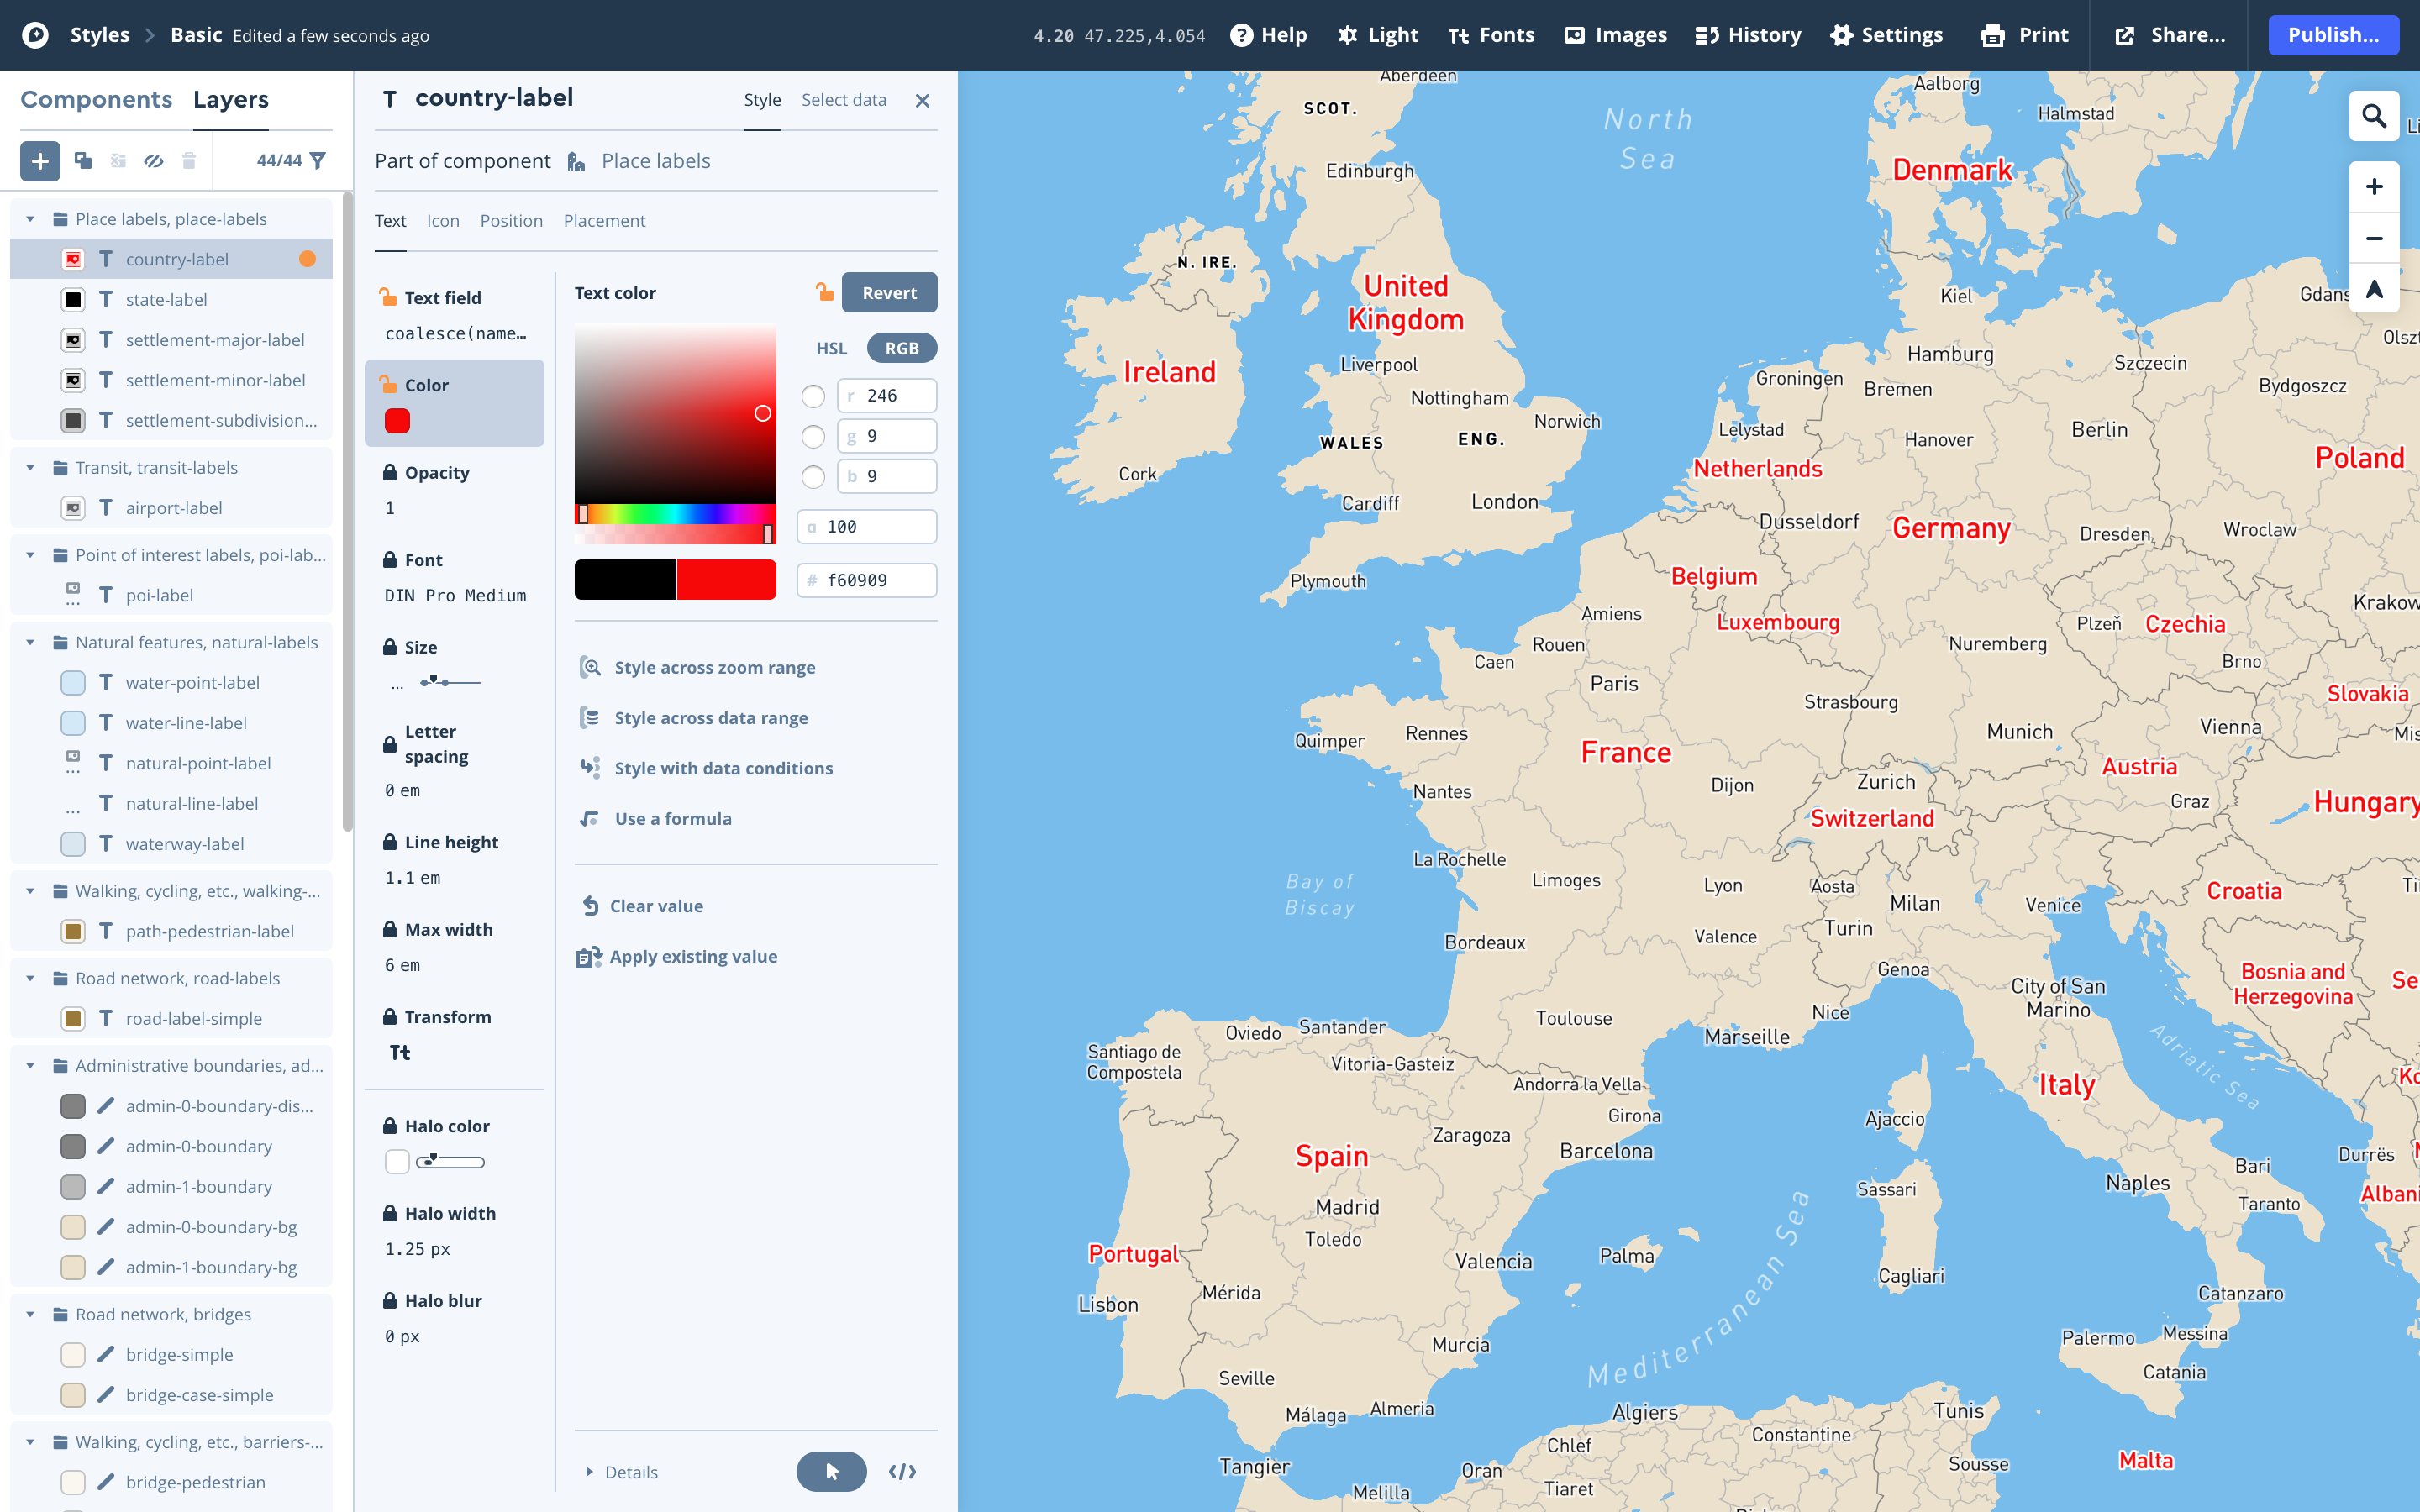 Styles
Basic
Edited a few seconds ago
4.20 47.225,4.054
Help
Light
Fonts
Images
History
Settings
Print
Share...
Publish...
Components
Layers
44/44
Place labels, place-labels
country-label
state-label
settlement-major-label
settlement-minor-label
settlement-subdivision...
Transit, transit-labels
airport-label
Point of interest labels, poi-lab...
poi-label
Natural features, natural-labels
water-point-label
water-line-label
natural-point-label
natural-line-label
waterway-label
Walking, cycling, etc., walking-...
path-pedestrian-label
Road network, road-labels
road-label-simple
Administrative boundaries, ad...
admin-0-boundary-dis...
admin-0-boundary
admin-1-boundary
admin-0-boundary-bg
admin-1-boundary-bg
Road network, bridges
bridge-simple
bridge-case-simple
Walking, cycling, etc., barriers-...
bridge-pedestrian
country-label
Style
Select data
Part of component
Place labels
Text
Icon
Position
Placement
Text field
coalesce(name…
Color
Opacity
1
Font
DIN Pro Medium
Size
...
Letter
spacing
0 em
Line height
1.1 em
Max width
6 em
Transform
Tt
Halo color
Halo width
1.25 px
Halo blur
0 px
Text color
Revert
HSL
RGB
r 246
g 9
b 9
a 100
# f60909
Style across zoom range
Style across data range
Style with data conditions
Use a formula
Clear value
Apply existing value
Details
Aberdeen
SCOT.
North
Sea
Aalborg
Halmstad
Li
Edinburgh
Denmark
N. IRE.
United
Kingdom
Kiel
Gdans
Olszt
Ireland
Liverpool
Hamburg
Szczecin
Groningen
Bremen
Bydgoszcz
Nottingham
Norwich
Lelystad
Hanover
Berlin
WALES
ENG.
Cork
Netherlands
Poland
Cardiff
London
Dusseldorf
Germany
Dresden
Wroclaw
Plymouth
Belgium
Amiens
Luxembourg
Plzeň
Czechia
Krakow
Rouen
Nuremberg
Caen
Brno
Paris
Strasbourg
Slovakia
Quimper
Rennes
Munich
Vienna
Mis
France
Austria
Nantes
Dijon
Zurich
Graz
Hungary
Switzerland
La Rochelle
Bay of
Biscay
Limoges
Lyon
Aosta
Milan
Venice
Croatia
Ti
Turin
Bordeaux
Valence
Genoa
City of San
Marino
Bosnia and
Herzegovina
Se
Nice
Toulouse
Marseille
Oviedo
Santander
Santiago de
Compostela
Vitoria-Gasteiz
Andorra la Vella
Adriatic Sea
Italy
Ko
Girona
Ajaccio
Zaragoza
Barcelona
Spain
Durrës
Bari
Naples
Sassari
Albani
Taranto
Madrid
Toledo
Portugal
Valencia
Palma
Mediterranean Sea
Cagliari
Mérida
Catanzaro
Lisbon
Palermo
Messina
Murcia
Seville
Catania
Málaga
Almeria
Algiers
Tunis
Chlef
Constantine
Tangier
Oran
Sousse
Malta
Melilla
Tiaret